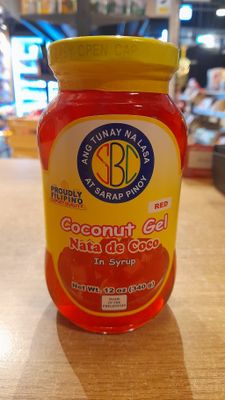 OPEN CAP
ANG TUNAY NA LASA
SBC
AT SARAP PINOY
PROUDLY
FILIPINO
RED
Coconut Gel
Nata de Coco
In Syrup
Net Wt. 12 oz (340 g)
PHILIPPINES